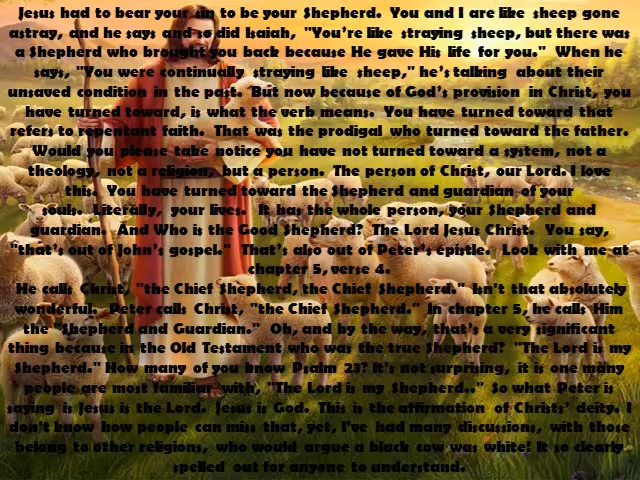 Jesus had to bear your sin to be your Shepherd. You and I are like sheep gone
astray, and he says and so did Isaiah, "You're like straying sheep, but there was
a Shepherd who brought you back because He gave His life for you." When he
says, "You were continually straying like sheep," he's talking about their
unsaved condition in the past. But now because of God's provision in Christ, you
have turned toward, is what the verb means. You have turned toward that
refers to repentant faith. That was the prodigal who turned toward the father.
Would you please take notice you have not turned toward a system, not a
theology, not a religion, but a person. The person of Christ, our Lord. I love
this. You have turned toward the Shepherd and guardian of your
souls. Literally, your lives. It has the whole person, your Shepherd and
guardian. And Who is the Good Shepherd? The Lord Jesus Christ. You say,
"that's out of John's gospel." That's also out of Peter's epistle. Look with me at
chapter 5, verse 4.
He calls Christ, "the Chief Shepherd, the Chief Shepherd." Isn't that absolutely
wonderful. Peter calls Christ, "the Chief Shepherd." In chapter 5, he calls Him
the "Shepherd and Guardian." Oh, and by the way, that's a very significant
thing because in the Old Testament who was the true Shepherd? "The Lord is my
Shepherd." How many of you know Psalm 23? It's not surprising, it is one many
people are most familiar with, "The Lord is my Shepherd.." So what Peter is
saying is Jesus is the Lord. Jesus is God. This is the affirmation of Christs' deity. I
don't know how people can miss that, yet, I've had many discussions, with those
belong to other religions, who would argue a black cow was white! It so clearly
spelled out for anyone to understand.